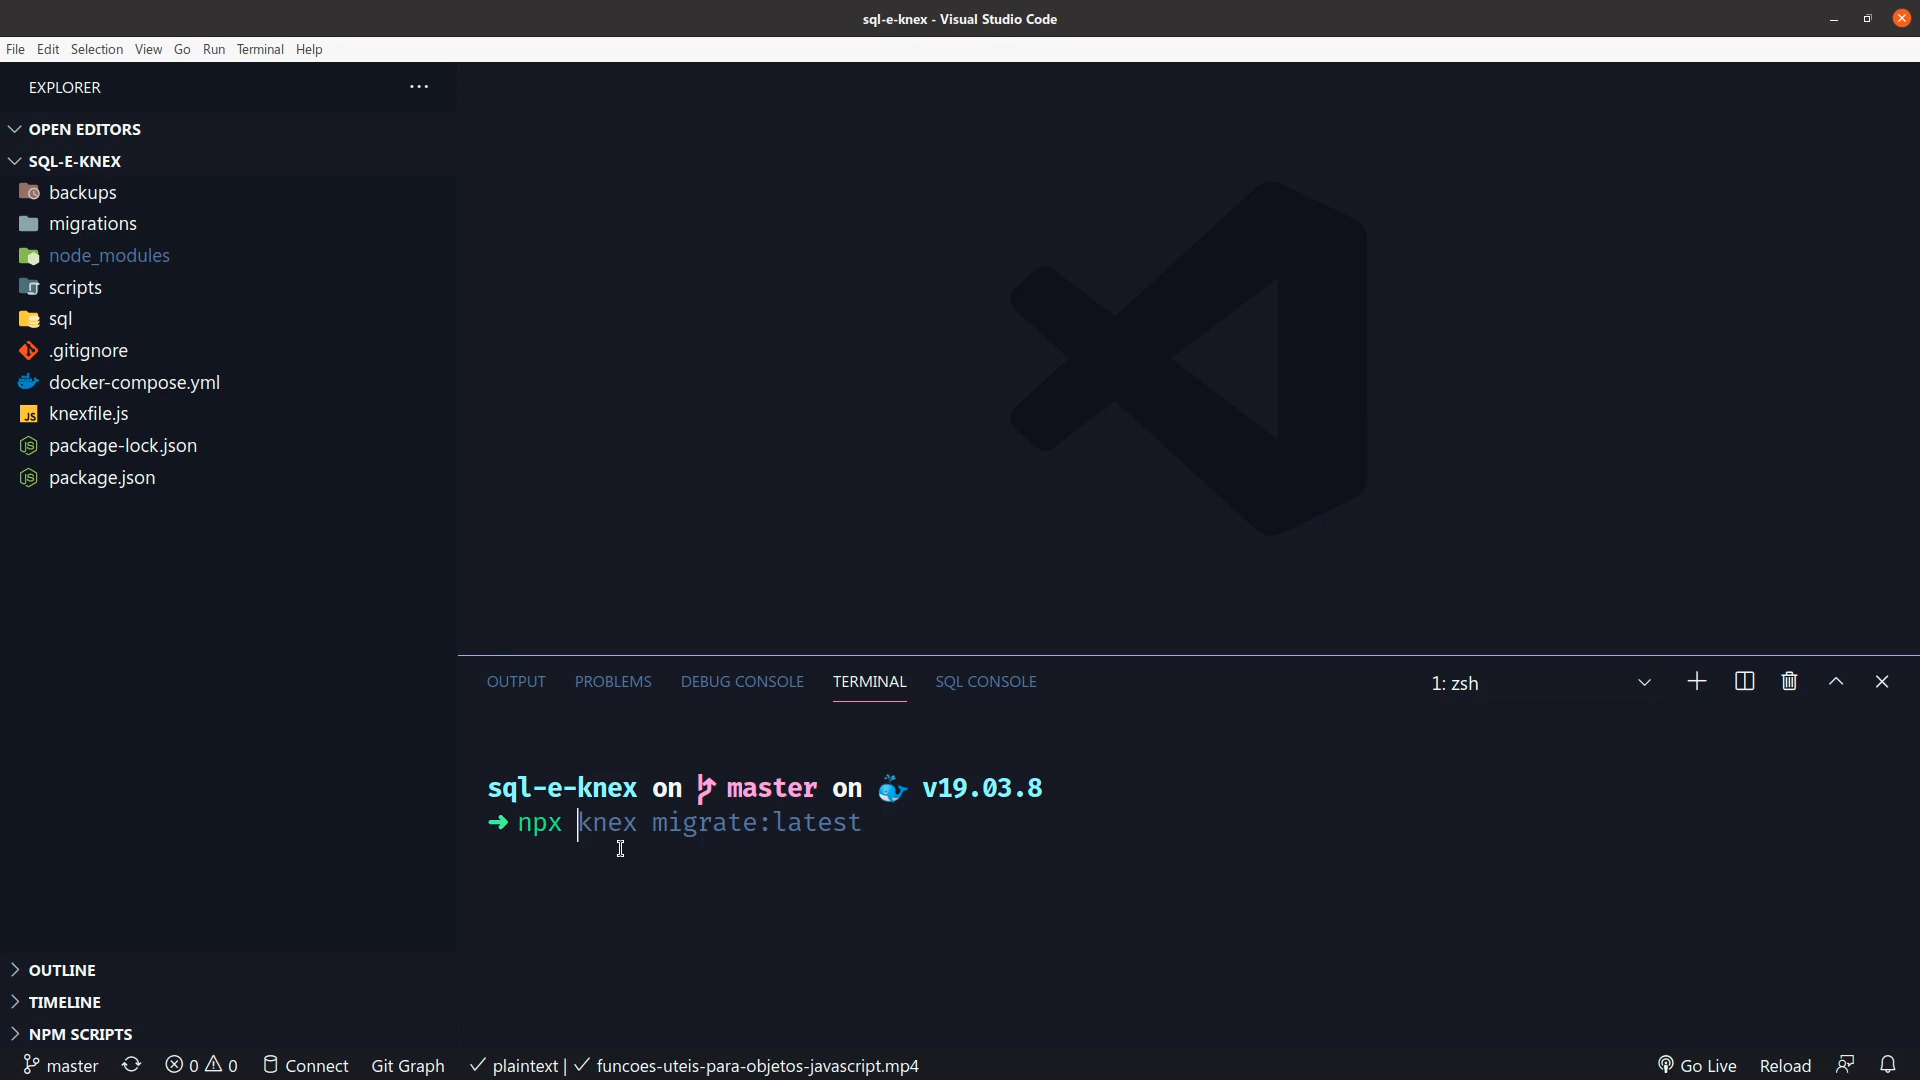 sql-e-knex - Visual Studio Code
File Edit Selection View Go Run Terminal Help
EXPLORER
OPEN EDITORS
SQL-E-KNEX
backups
migrations
node_modules
scripts
sql
.gitignore
docker-compose.yml
knexfile.js
package-lock.json
package.json
OUTPUT PROBLEMS DEBUG CONSOLE TERMINAL SQL CONSOLE 1: zsh
sql-e-knex on master on 🐳 v19.03.8
➜ npx knex migrate:latest
OUTLINE
TIMELINE
NPM SCRIPTS
master 0 0 Connect Git Graph ✓ plaintext | ✓ funcoes-uteis-para-objetos-javascript.mp4 Go Live Reload